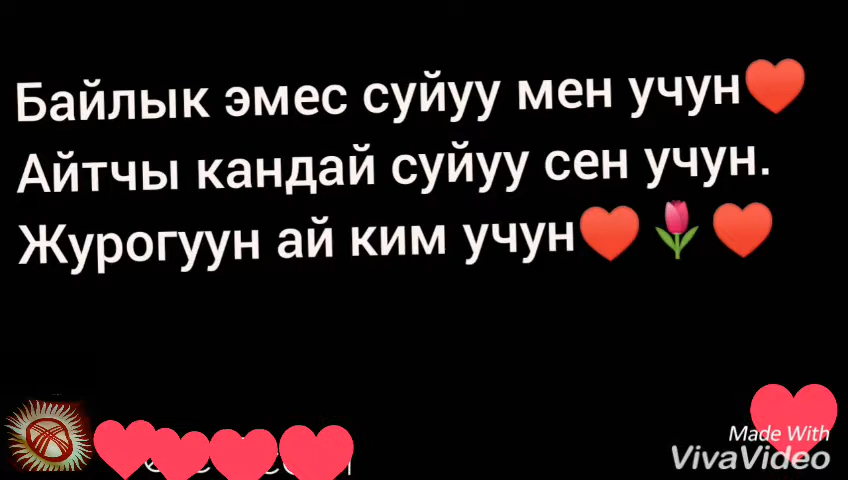 Байлык эмес суйуу мен учун♥️
Айтчы кандай суйуу сен учун.
Журогуун ай ким учун♥️🌷♥️
Made With
VivaVideo